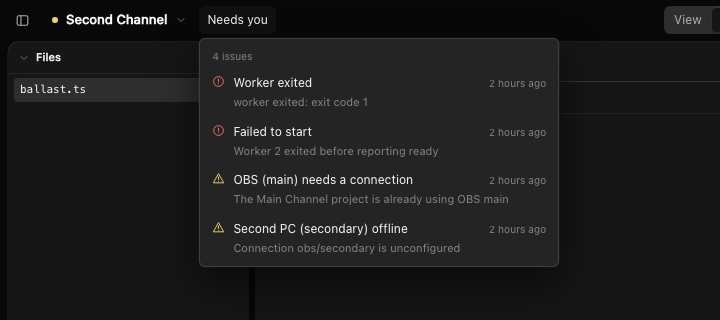 Second Channel
Needs you
View
Files
ballast.ts
4 issues
Worker exited
2 hours ago
worker exited: exit code 1
Failed to start
2 hours ago
Worker 2 exited before reporting ready
OBS (main) needs a connection
2 hours ago
The Main Channel project is already using OBS main
Second PC (secondary) offline
2 hours ago
Connection obs/secondary is unconfigured